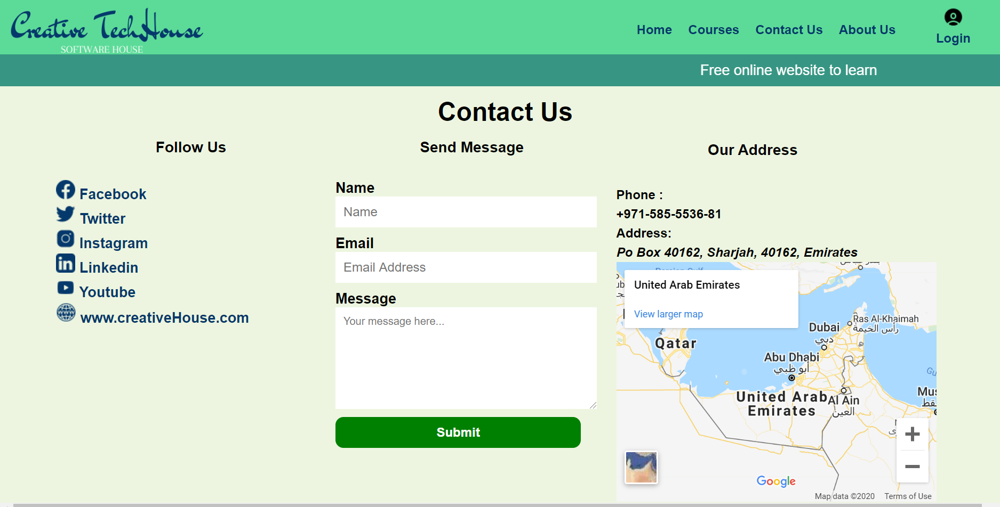 Creative TechHouse
SOFTWARE HOUSE
Home Courses Contact Us About Us
Login
Free online website to learn
Contact Us
Follow Us
Facebook
Twitter
Instagram
Linkedin
Youtube
www.creativeHouse.com
Send Message
Name
Name
Email
Email Address
Message
Your message here...
Submit
Our Address
Phone :
+971-585-5536-81
Address:
Po Box 40162, Sharjah, 40162, Emirates
United Arab Emirates
View larger map
Ras Al-Khaimah
رأس الخيمة
Dubai
دبي
Qatar
Abu Dhabi
أبو ظبي
United Arab
Emirates
Al Ain
العين
Google
Map data ©2020 Terms of Use